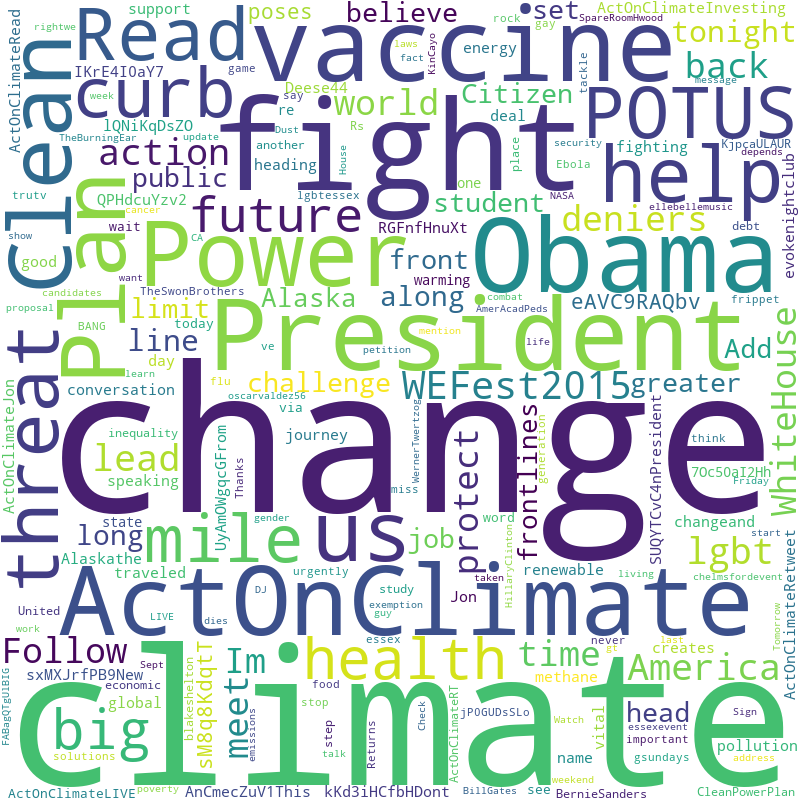 ActOnClimateRead
support
rightwe
Read
vaccine
poses
believe
rock
gay
set
SpareRoomHwood
ActOnClimateInvesting
tonight
laws
fact
KinCayo
energy
tackle
back
message
IKrE4I0aY7
game
say
curb
Deese44
world
Citizen
POTUS
week
update
lQNiKqDsZO
re
Dust
Rs
deal
Clean
TheBurningEar
fight
action
another
House
place
security
KjpcaULAUR
help
fighting
depends
trutv
public
heading
one
Ebola
NASA
QPHdcuYzv2
lgbtessex
student
ellebellemusic
cancer
future
deniers
debt
evokenightclub
show
wait
RGFnfHnuXt
Plan
good
CA
Power
front
Obama
want
warming
candidates
TheSwonBrothers
combat
Alaska
along
eAVC9RAQbv
frippet
proposal
limit
AmerAcadPeds
BANG
today
mention
President
line
ve
petition
life
Add
threat
day
learn
flu
challenge
WEFest2015
greater
WhiteHouse
ActOnClimateJon
conversation
oscarvaldez56
via
change
WernerTwertzog
frontlines
generation
SUQYTCvC4nPresident
think
inequality
journey
lead
UyAmOWgqcGFrom
Thanks
miss
protect
7Oc5OaI2Hh
Friday
speaking
long
state
gender
mile
us
word
changeand
start
job
lgbt
Alaskathe
renewable
chelmsfordevent
traveled
urgently
HillaryClinton
ActOnClimateRetweet
study
Jon
taken
living
United
LIVE
DJ
exemption
ActOnClimate
work
dies
guy
Tomorrow
Follow
essex
never
last
Im
health
time
gt
creates
America
Sept
sxMXJrfPB9New
sM8q8KdqtT
blakeshelton
meet
methane
economic
emissions
food
ActOnClimateRT
Check
Watch
vital
FABagQTgU1BIG
big
global
stop
jPOGUDsSLo
head
Sign
essexevent
important
name
solutions
step
Returns
pollution
climate
talk
gsundays
address
BillGates
see
weekend
ActOnClimateLIVE
poverty
AnCmecZuV1This
kKd3iHCfbHDont
BernieSanders
CleanPowerPlan